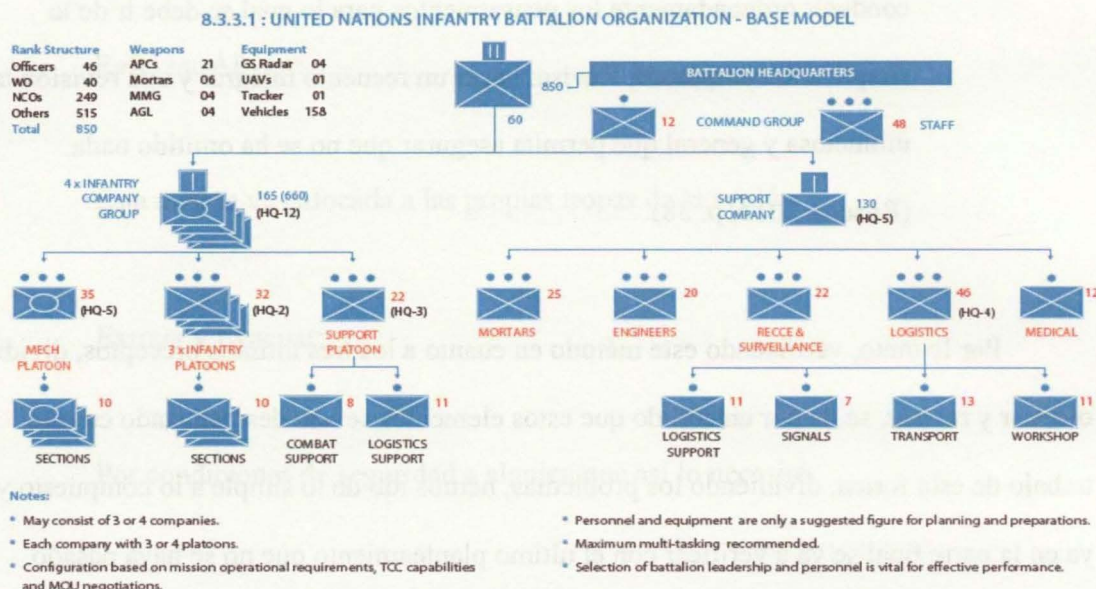 8.3.3.1 : UNITED NATIONS INFANTRY BATTALION ORGANIZATION - BASE MODEL
Rank Structure Weapons Equipment
Officers 46 APCs 21 GS Radar 04
WO 40 Mortars 06 AVB 01
NCOs 249 MMG 04 Tracker 01
Others 515 AGL 04 Vehicles 158
Total 850
BATTALION HEADQUARTERS
850
60
12 COMMAND GROUP 48 STAFF
4 x INFANTRY COMPANY GROUP
165 (660)
(HQ-12)
SUPPORT COMPANY
130
(HQ-5)
35
(HQ-5)
MECH PLATOON
32
(HQ-2)
3 x INFANTRY PLATOONS
22
(HQ-3)
SUPPORT PLATOON
25
MORTARS
20
ENGINEERS
22
RECCE & SURVEILLANCE
46
(HQ-4)
LOGISTICS
12
MEDICAL
10
SECTIONS
10
SECTIONS
8
COMBAT SUPPORT
11
LOGISTICS SUPPORT
11
LOGISTICS SUPPORT
7
SIGNALS
13
TRANSPORT
11
WORKSHOP
Notes:
• May consist of 3 or 4 companies.
• Each company with 3 or 4 platoons.
• Configuration based on mission operational requirements, TCC capabilities
and MOU negotiations.
• Personnel and equipment are only a suggested figure for planning and preparations.
• Maximum multi-tasking recommended.
• Selection of battalion leadership and personnel is vital for effective performance.